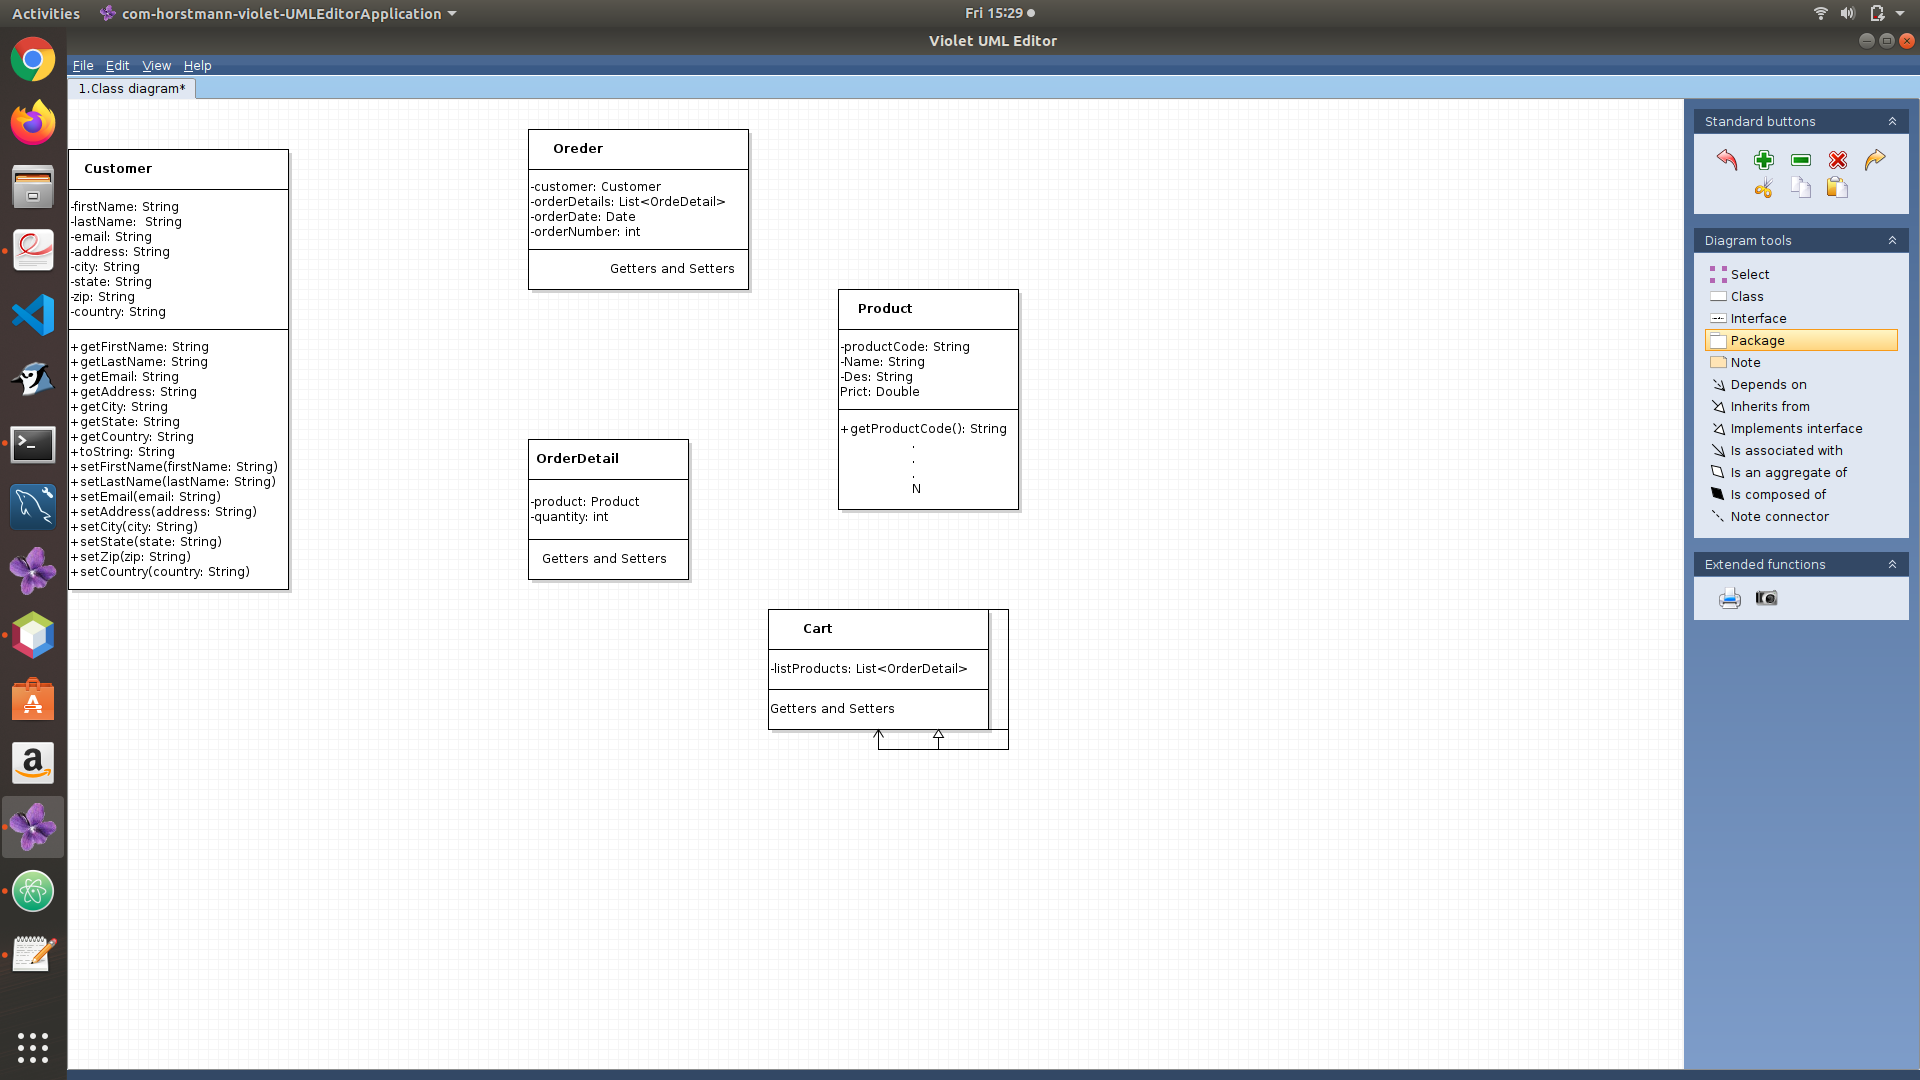 Activities
com-horstmann-violet-UMLEditorApplication
Fri 15:29
Violet UML Editor
File Edit View Help
1.Class diagram*
Customer
-firstName: String
-lastName:  String
-email: String
-address: String
-city: String
-state: String
-zip: String
-country: String
+getFirstName: String
+getLastName: String
+getEmail: String
+getAddress: String
+getCity: String
+getState: String
+getCountry: String
+toString: String
+setFirstName(firstName: String)
+setLastName(lastName: String)
+setEmail(email: String)
+setAddress(address: String)
+setCity(city: String)
+setState(state: String)
+setZip(zip: String)
+setCountry(country: String)
Oreder
-customer: Customer
-orderDetails: List<OrdeDetail>
-orderDate: Date
-orderNumber: int
Getters and Setters
OrderDetail
-product: Product
-quantity: int
Getters and Setters
Product
-productCode: String
-Name: String
-Des: String
Prict: Double
+getProductCode(): String
.
.
.
N
Cart
-listProducts: List<OrderDetail>
Getters and Setters
Standard buttons
Diagram tools
Select
Class
Interface
Package
Note
Depends on
Inherits from
Implements interface
Is associated with
Is an aggregate of
Is composed of
Note connector
Extended functions